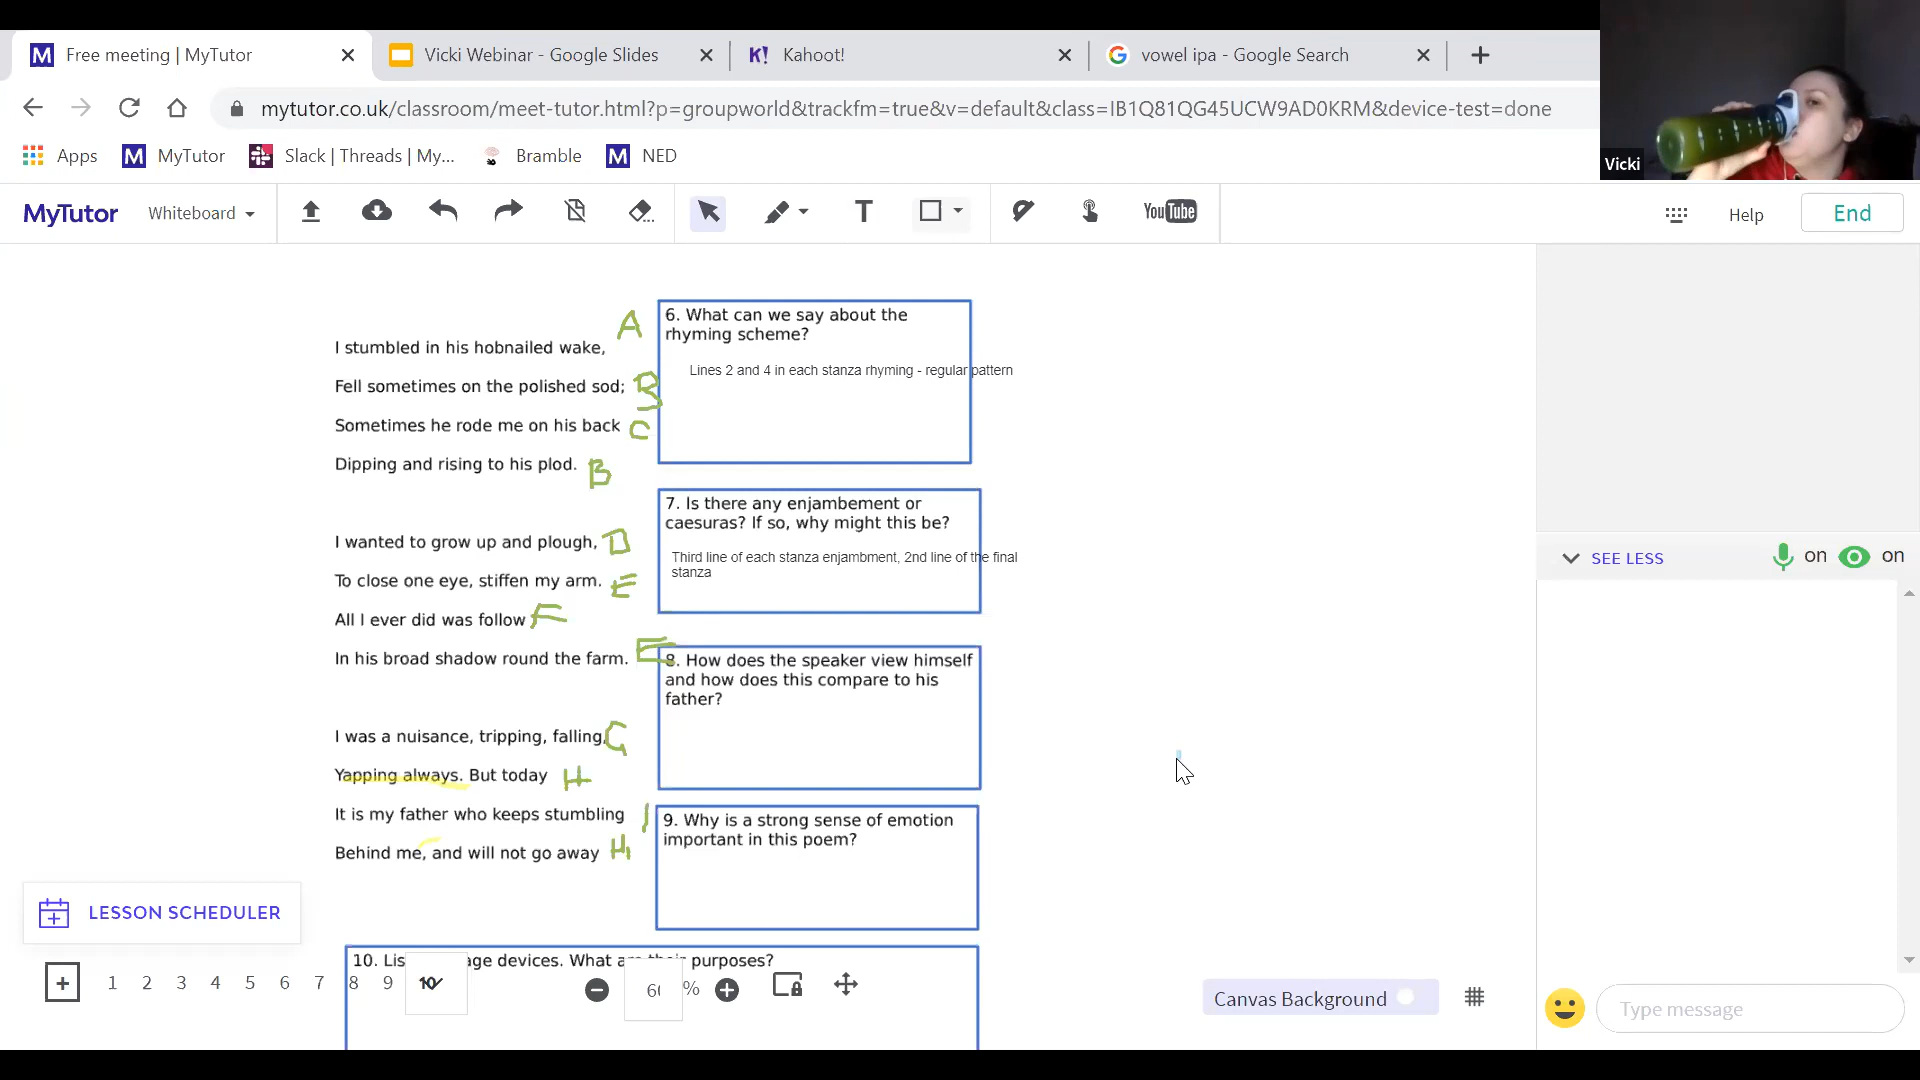 Free meeting | MyTutor
Vicki Webinar - Google Slides
K! Kahoot!
vowel ipa - Google Search
mytutor.co.uk/classroom/meet-tutor.html?p=groupworld&trackfm=true&v=default&class=IB1Q81QG45UCW9AD0KRM&device-test=done
Apps
MyTutor
Slack | Threads | My...
Bramble
NED
Vicki
MyTutor
Whiteboard
T
YouTube
Help
End
I stumbled in his hobnailed wake, A
Fell sometimes on the polished sod; B
Sometimes he rode me on his back C
Dipping and rising to his plod. B
I wanted to grow up and plough, D
To close one eye, stiffen my arm. E
All I ever did was follow F
In his broad shadow round the farm. E
I was a nuisance, tripping, falling, G
Yapping always. But today H
It is my father who keeps stumbling I
Behind me, and will not go away H
6. What can we say about the
rhyming scheme?
Lines 2 and 4 in each stanza rhyming - regular pattern
7. Is there any enjambement or
caesuras? If so, why might this be?
Third line of each stanza enjambment, 2nd line of the final
stanza
8. How does the speaker view himself
and how does this compare to his
father?
9. Why is a strong sense of emotion
important in this poem?
10. devices. What purposes?
SEE LESS
on
on
LESSON SCHEDULER
1 2 3 4 5 6 7 8 9 10
%
Canvas Background
Type message